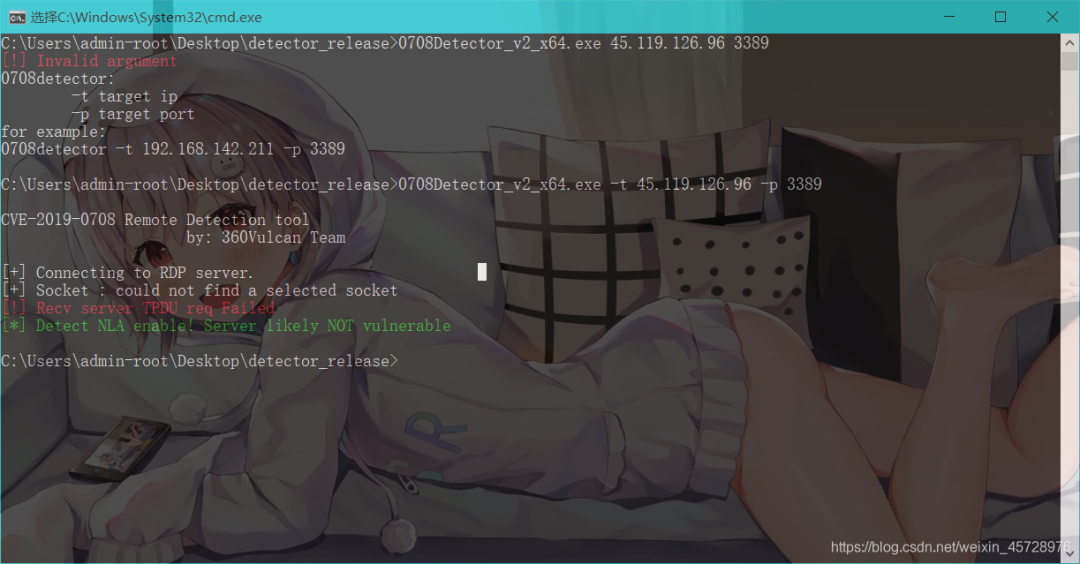 选择C:\Windows\System32\cmd.exe
C:\Users\admin-root\Desktop\detector_release>0708Detector_v2_x64.exe 45.119.126.96 3389
[!] Invalid argument
0708detector:
-t target ip
-p target port
for example:
0708detector -t 192.168.142.211 -p 3389
C:\Users\admin-root\Desktop\detector_release>0708Detector_v2_x64.exe -t 45.119.126.96 -p 3389
CVE-2019-0708 Remote Detection tool
by: 360Vulcan Team
[+] Connecting to RDP server.
[+] Socket : could not find a selected socket
[!] Recv server TPDU req Failed
[*] Detect NLA enable! Server likely NOT vulnerable
C:\Users\admin-root\Desktop\detector_release>
https://blog.csdn.net/weixin_45728976